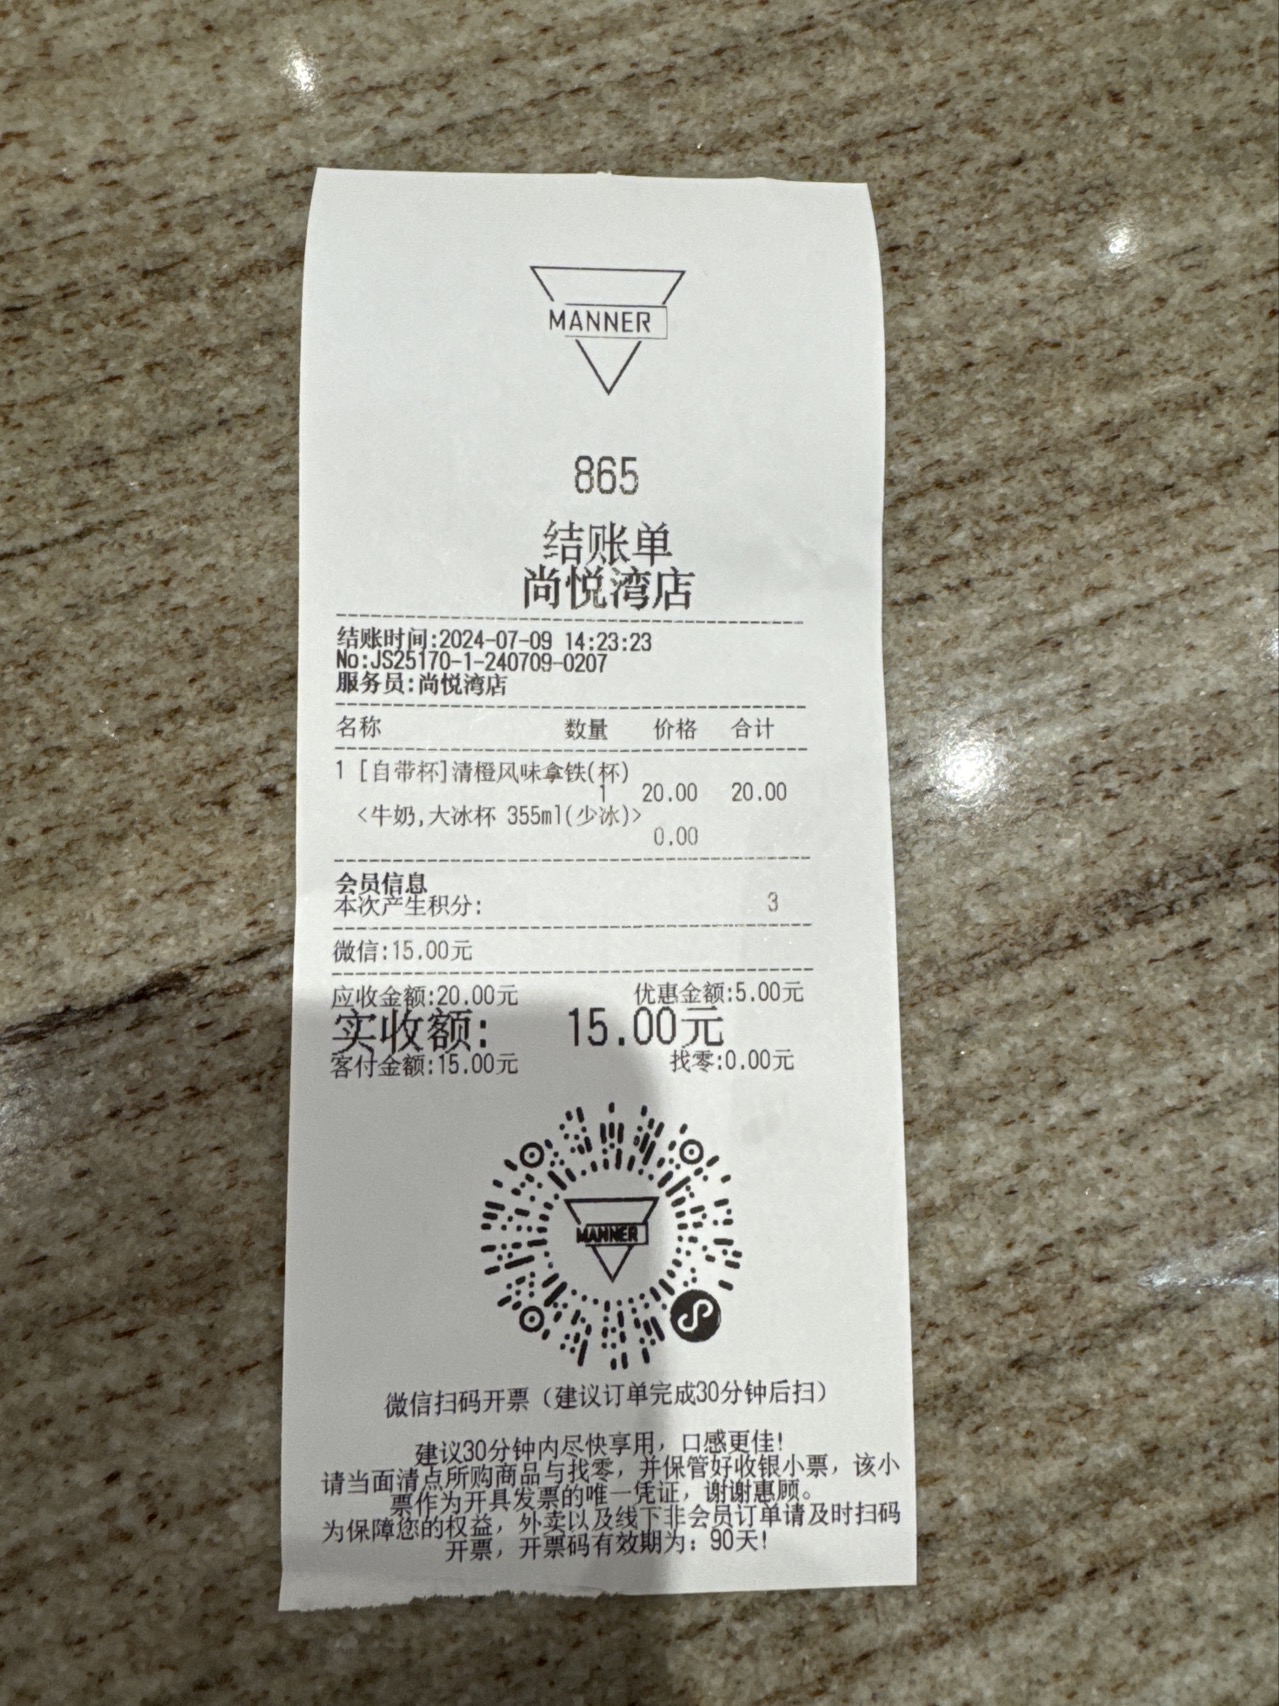 MANNER
865
结账单
尚悦湾店
结账时间:2024-07-09 14:23:23
No:JS25170-1-240709-0207
服务员:尚悦湾店
名称 数量 价格 合计
1 [自带杯]清橙风味拿铁(杯)
1 20.00 20.00
<牛奶,大冰杯 355ml(少冰)>
0.00
会员信息
本次产生积分: 3
微信:15.00元
应收金额:20.00元 优惠金额:5.00元
实收额: 15.00元
客付金额:15.00元 找零:0.00元
MANNER
微信扫码开票（建议订单完成30分钟后扫）
建议30分钟内尽快享用，口感更佳!
请当面清点所购商品与找零，并保管好收银小票，该小
票作为开具发票的唯一凭证，谢谢惠顾。
为保障您的权益，外卖以及线下非会员订单请及时扫码
开票，开票码有效期为：90天!